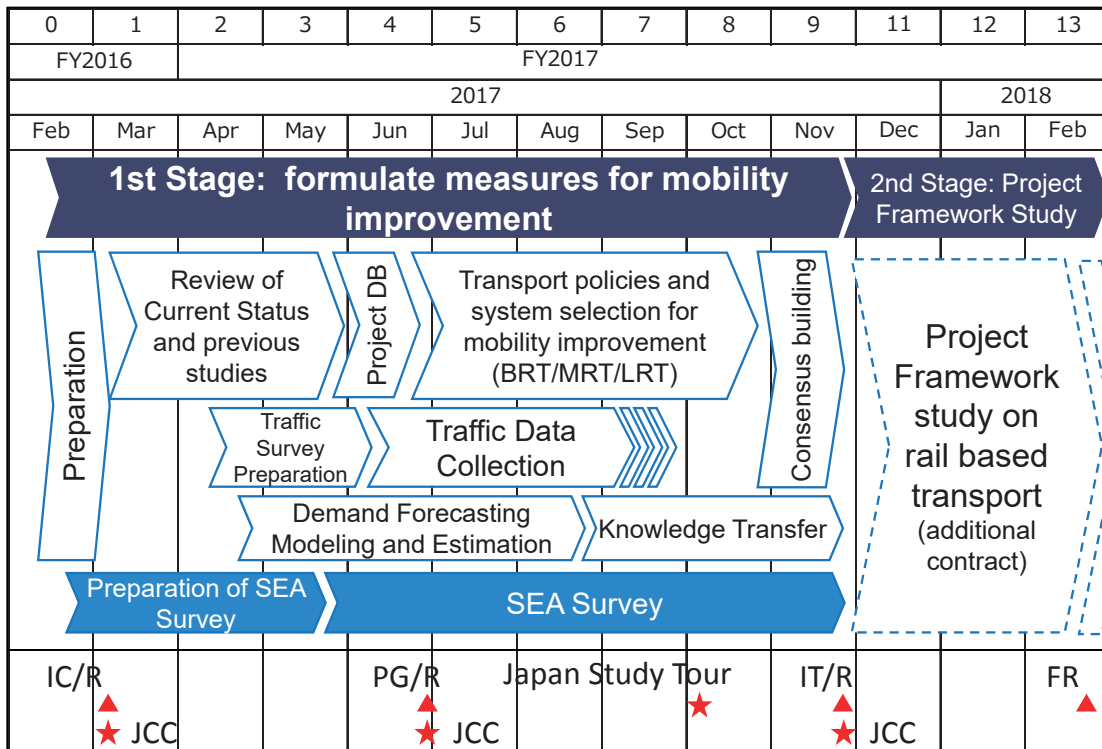 0 1 2 3 4 5 6 7 8 9 11 12 13
FY2016 FY2017
2017 2018
Feb Mar Apr May Jun Jul Aug Sep Oct Nov Dec Jan Feb
1st Stage: formulate measures for mobility
improvement
2nd Stage: Project
Framework Study
Preparation
Review of
Current Status
and previous
studies
Project DB
Transport policies and
system selection for
mobility improvement
(BRT/MRT/LRT)
Consensus building
Project
Framework
study on
rail based
transport
(additional
contract)
Traffic
Survey
Preparation
Traffic Data
Collection
Demand Forecasting
Modeling and Estimation
Knowledge Transfer
Preparation of SEA
Survey
SEA Survey
IC/R PG/R Japan Study Tour IT/R FR
JCC JCC JCC